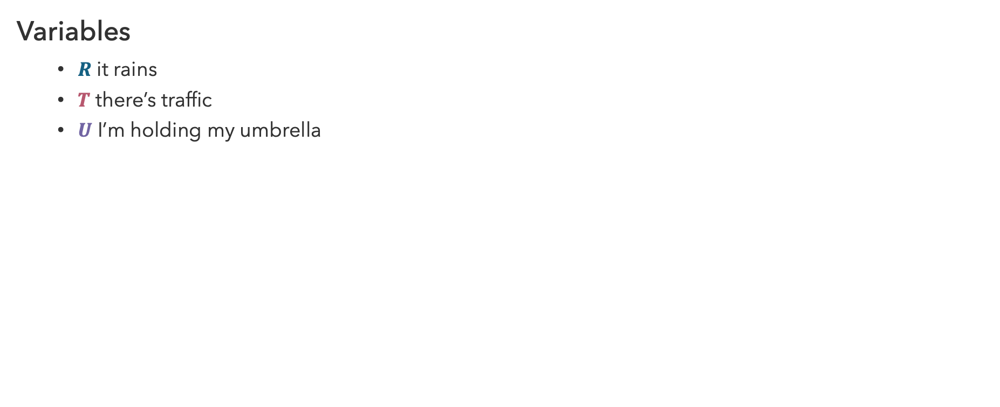 Variables
• R it rains
• T there’s traffic
• U I’m holding my umbrella